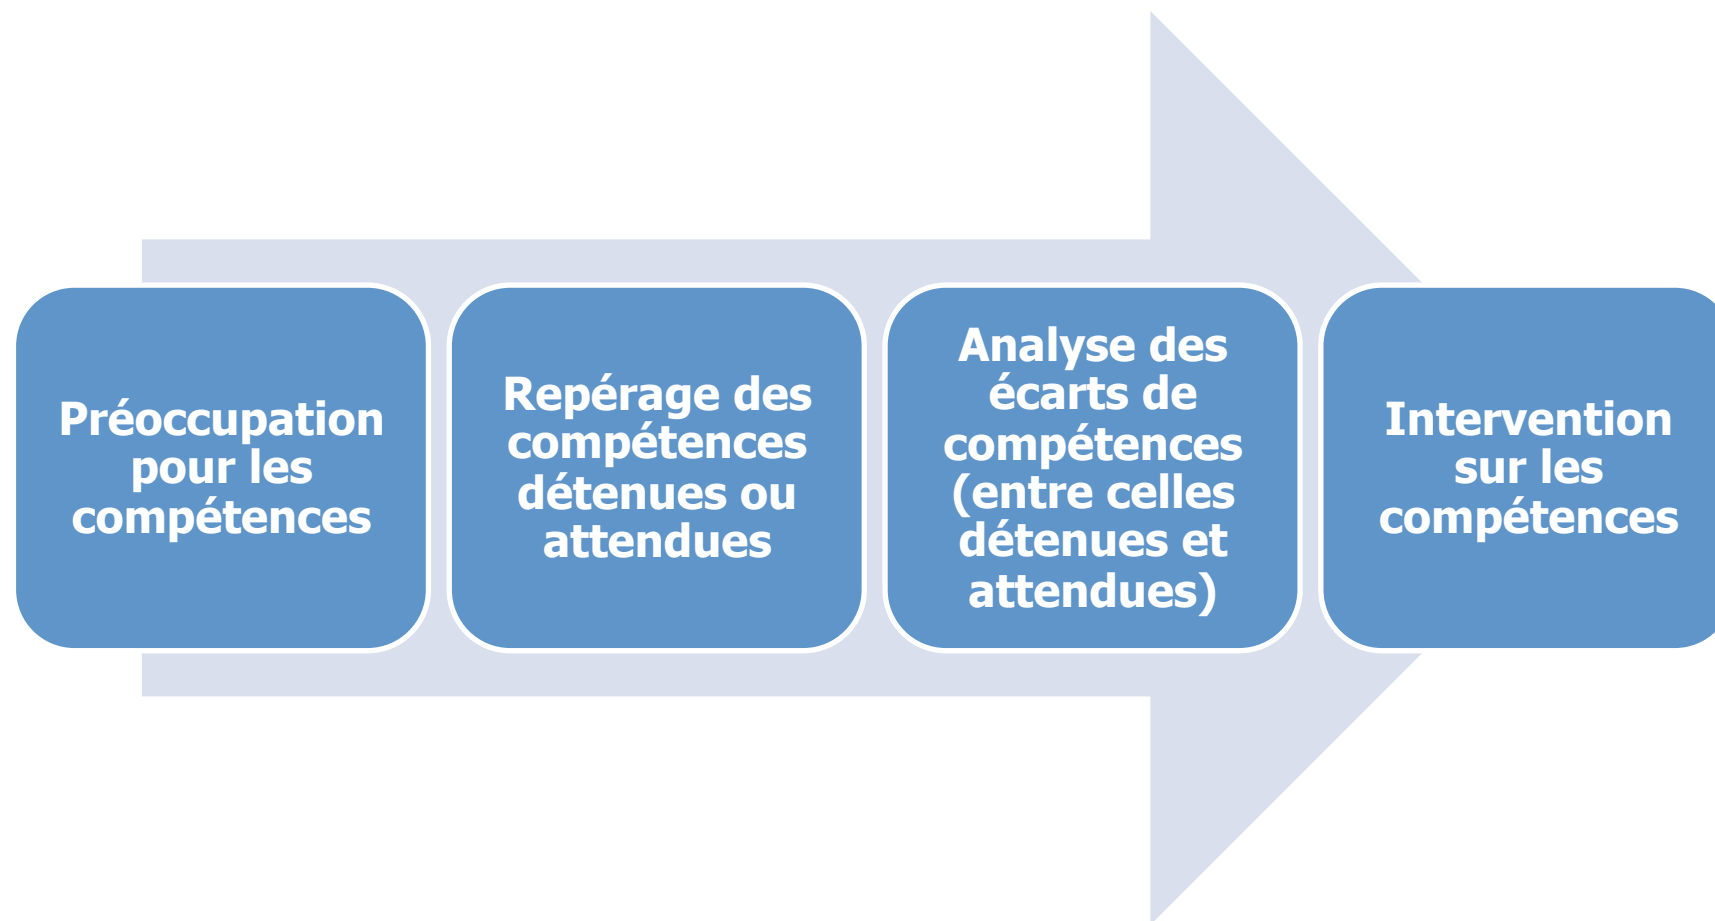 Préoccupation
pour les
compétences
Repérage des
compétences
détenues ou
attendues
Analyse des
écarts de
compétences
(entre celles
détenues et
attendues)
Intervention
sur les
compétences